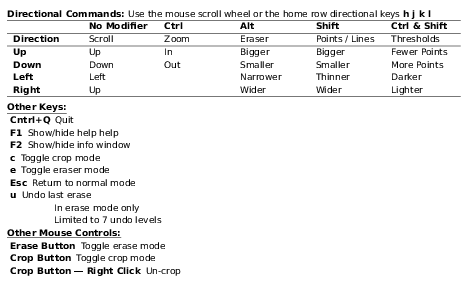 Directional Commands: Use the mouse scroll wheel or the home row directional keys h j k l
No Modifier Ctrl Alt Shift Ctrl & Shift
Direction Scroll Zoom Eraser Points / Lines Thresholds
Up Up In Bigger Bigger Fewer Points
Down Down Out Smaller Smaller More Points
Left Left Narrower Thinner Darker
Right Up Wider Wider Lighter
Other Keys:
Cntrl+Q Quit
F1 Show/hide help help
F2 Show/hide info window
c Toggle crop mode
e Toggle eraser mode
Esc Return to normal mode
u Undo last erase
In erase mode only
Limited to 7 undo levels
Other Mouse Controls:
Erase Button Toggle erase mode
Crop Button Toggle crop mode
Crop Button — Right Click Un-crop